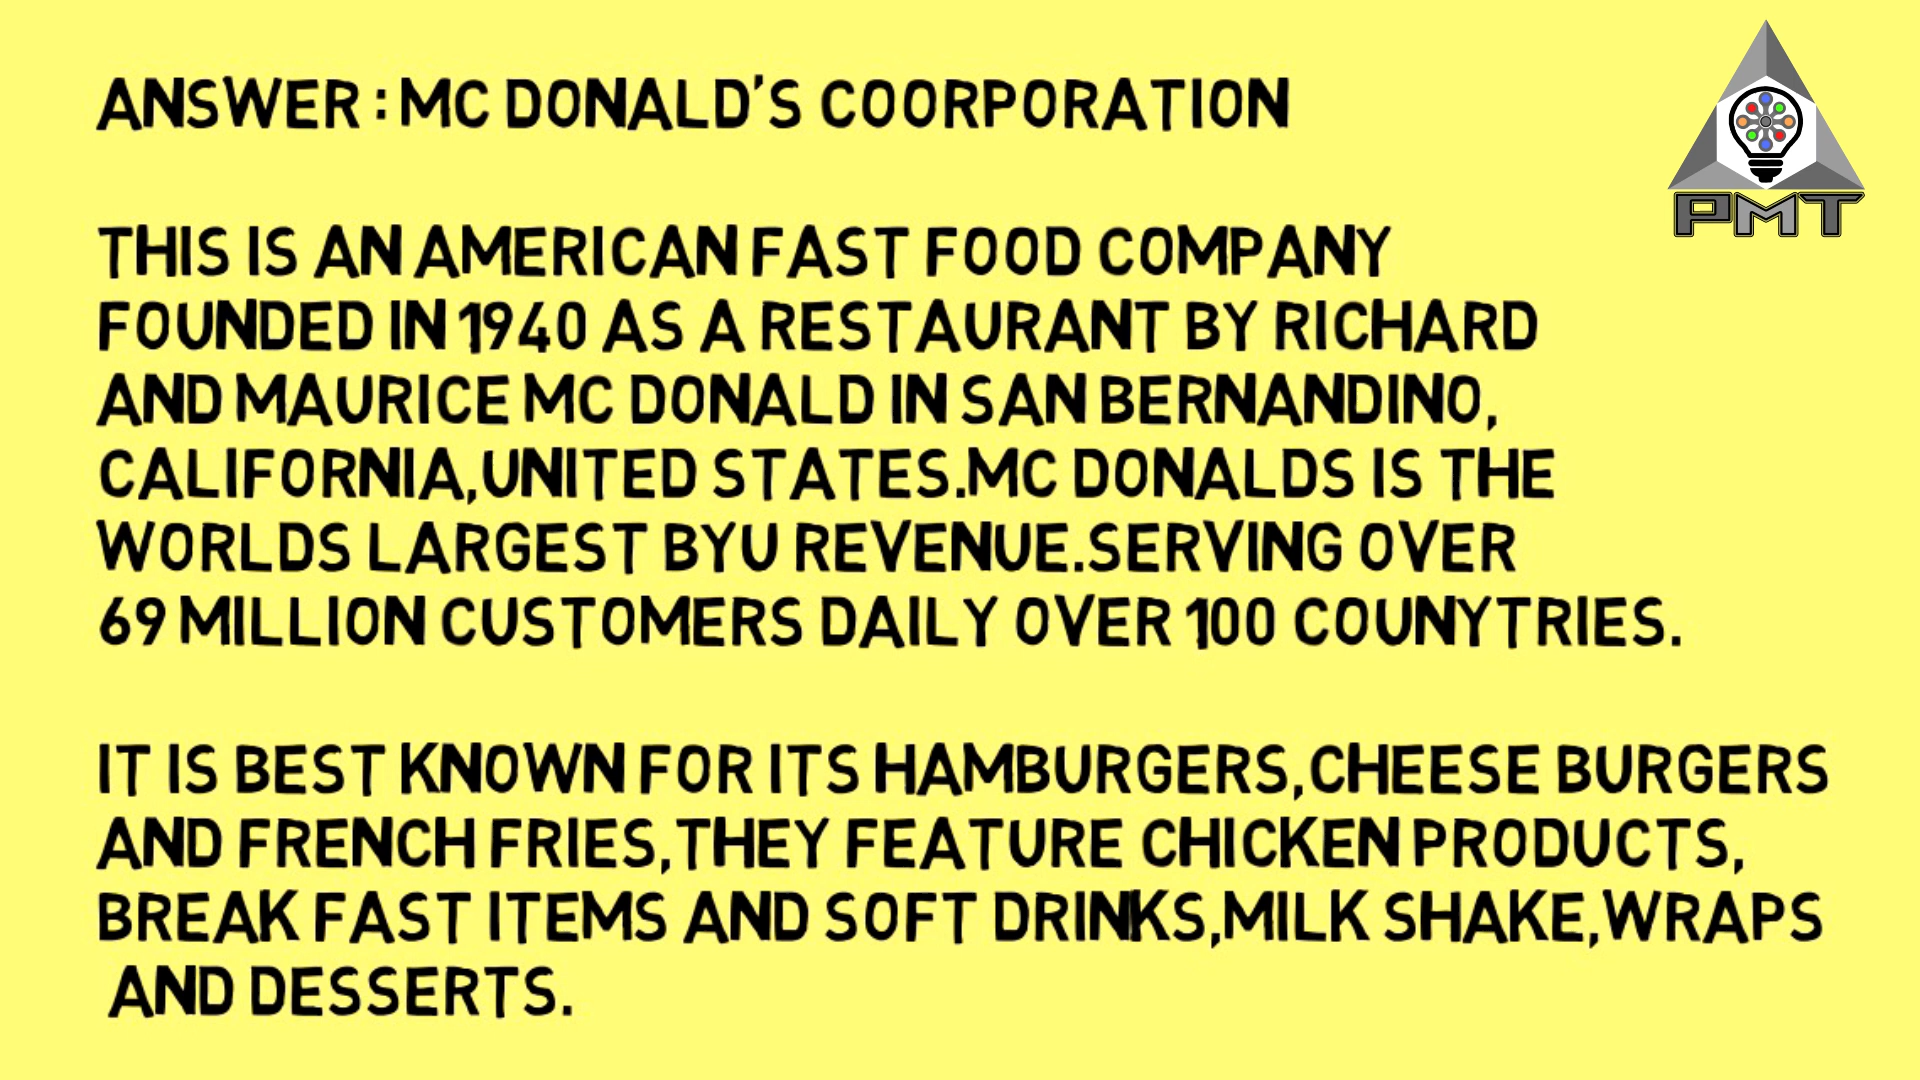 ANSWER : MC DONALD'S COORPORATION
PMT
THIS IS AN AMERICAN FAST FOOD COMPANY
FOUNDED IN 1940 AS A RESTAURANT BY RICHARD
AND MAURICE MC DONALD IN SAN BERNANDINO,
CALIFORNIA,UNITED STATES.MC DONALDS IS THE
WORLDS LARGEST BYU REVENUE.SERVING OVER
69 MILLION CUSTOMERS DAILY OVER 100 COUNYTRIES.
IT IS BEST KNOWN FOR ITS HAMBURGERS,CHEESE BURGERS
AND FRENCH FRIES,THEY FEATURE CHICKEN PRODUCTS,
BREAK FAST ITEMS AND SOFT DRINKS,MILK SHAKE,WRAPS
AND DESSERTS.